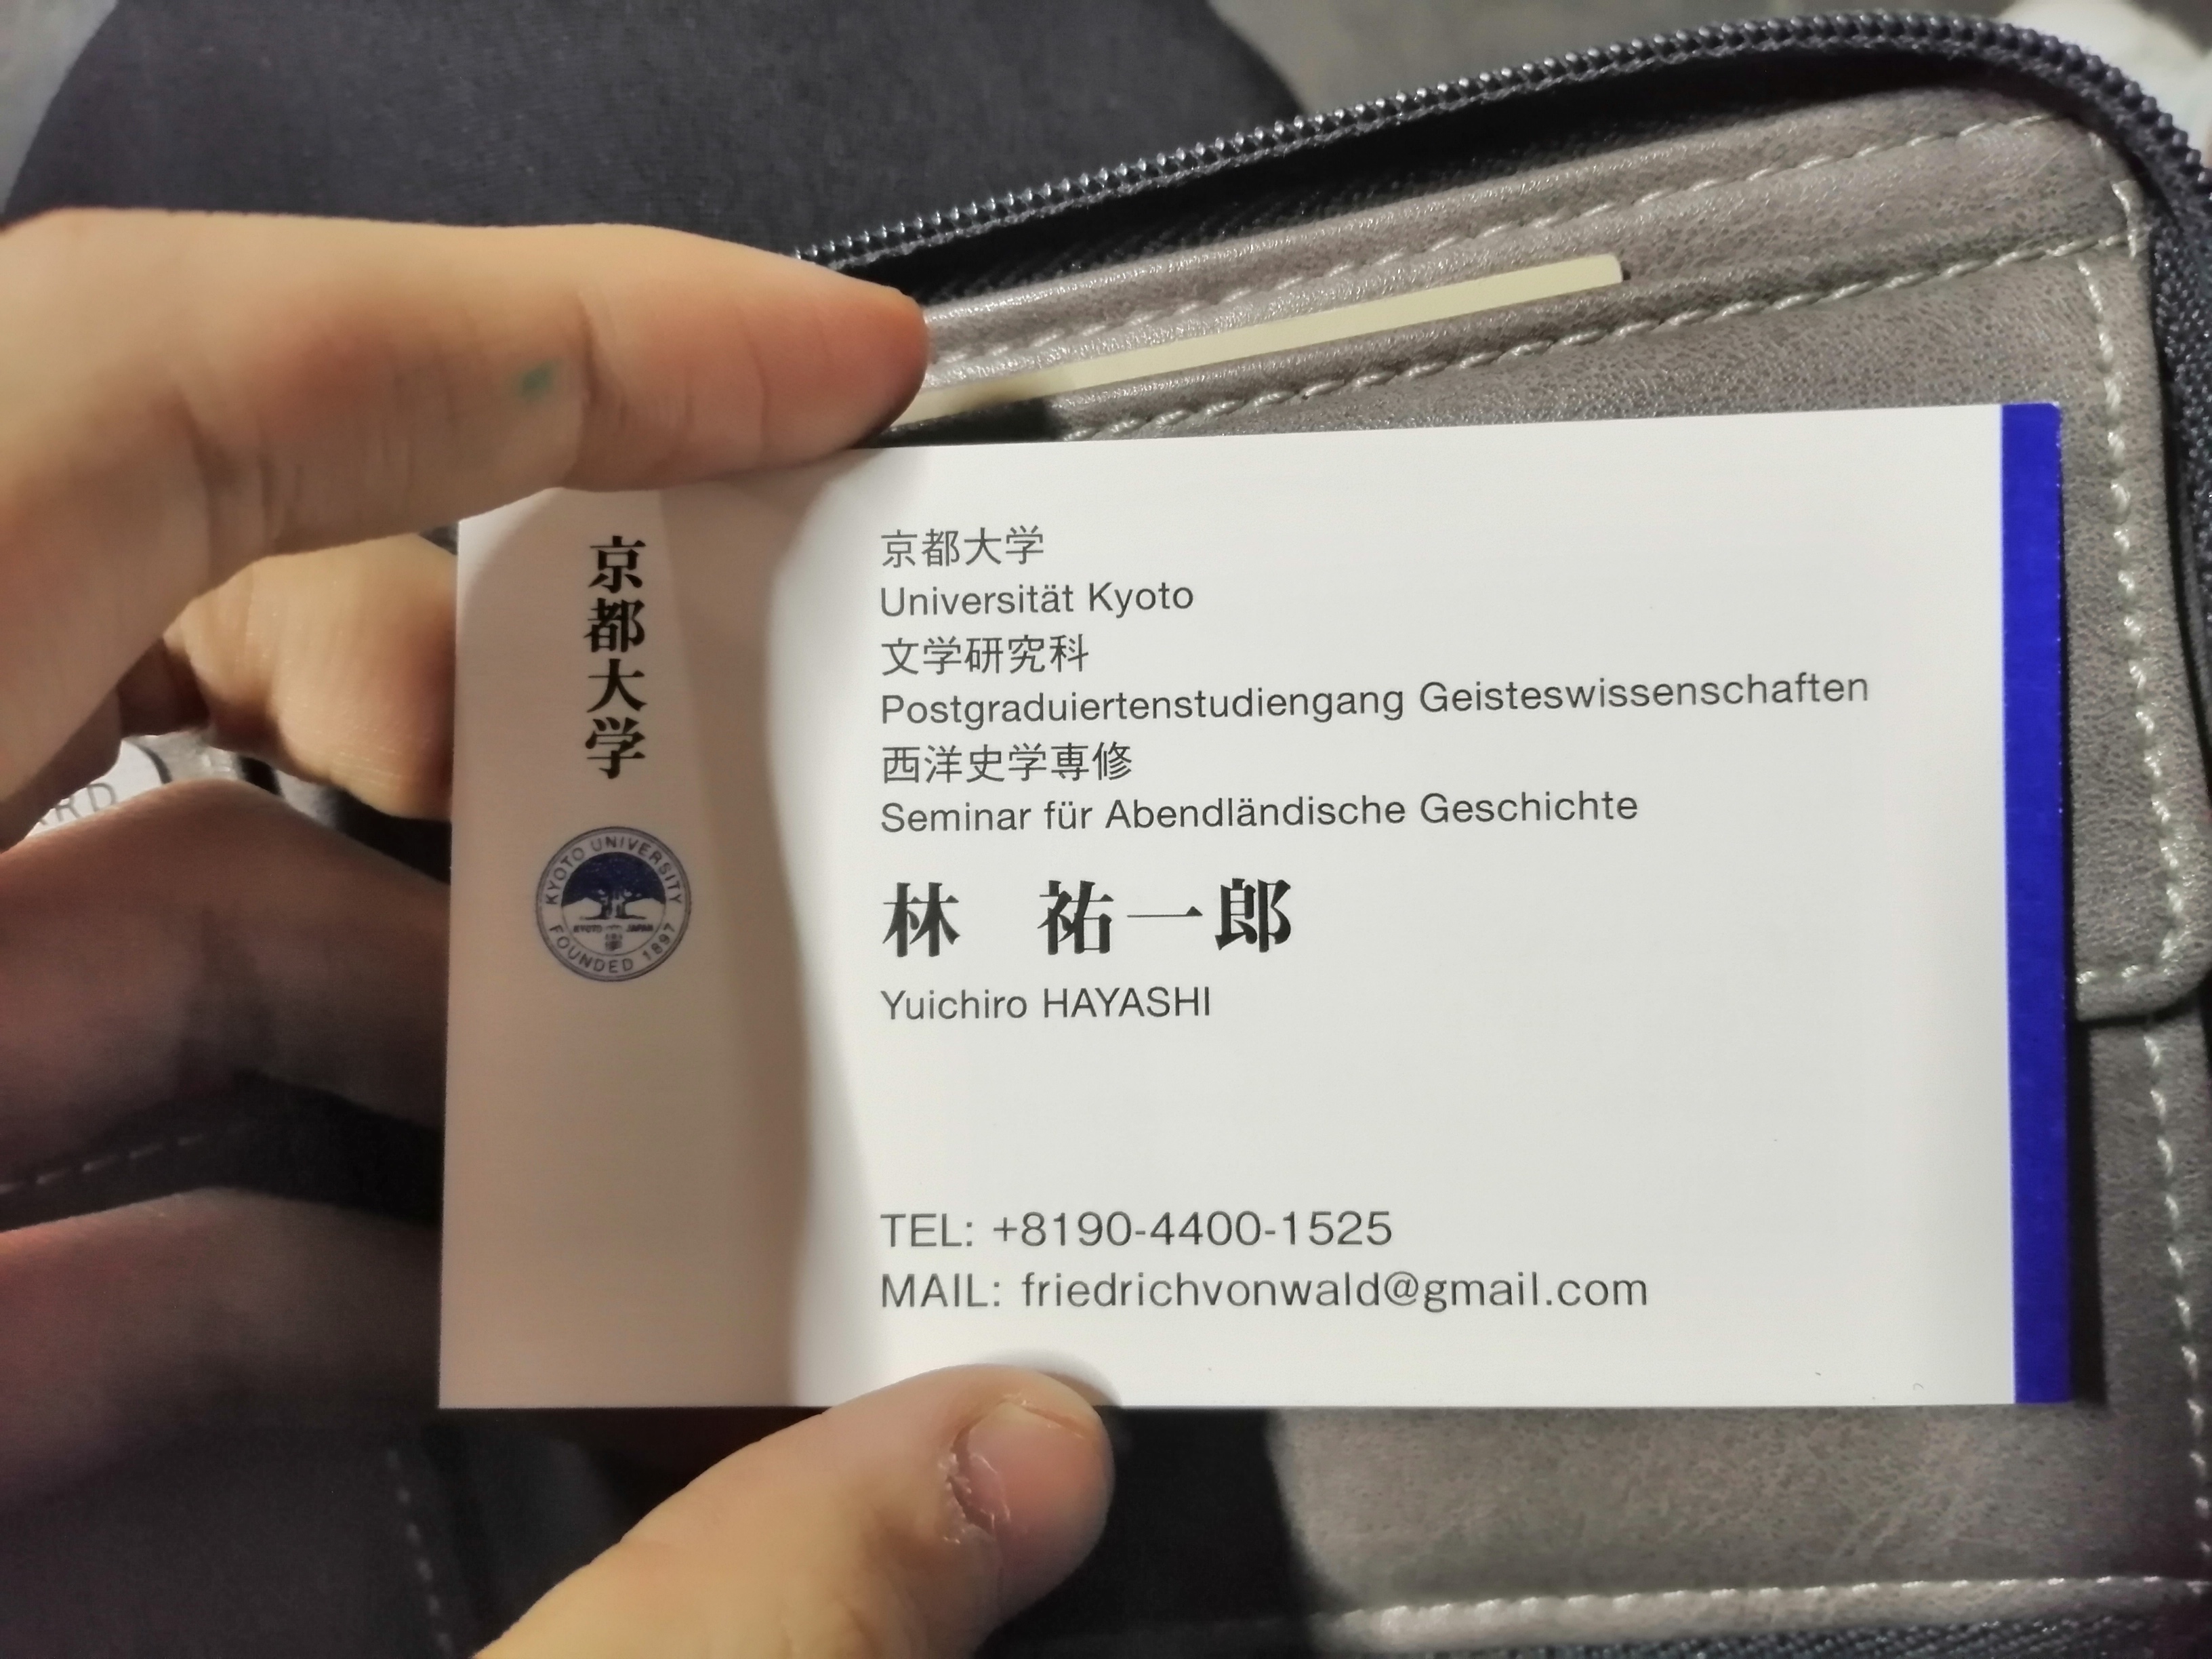 京都大学
KYOTO UNIVERSITY
KYOTO JAPAN
FOUNDED 1897
京都大学
Universität Kyoto
文学研究科
Postgraduiertenstudiengang Geisteswissenschaften
西洋史学専修
Seminar für Abendländische Geschichte
林　祐一郎
Yuichiro HAYASHI
TEL: +8190-4400-1525
MAIL: friedrichvonwald@gmail.com